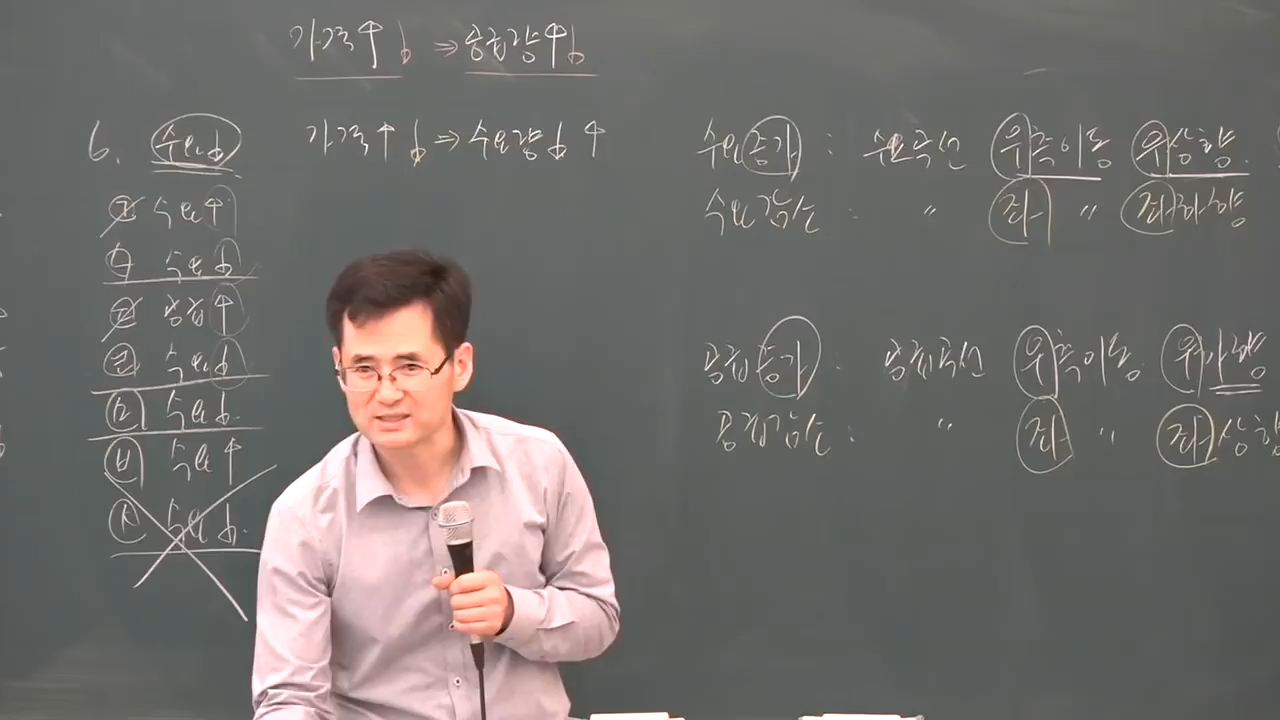 가격↑↓ ⇒ 공급량↑↓
6. 수요↓ 가격↑↓ ⇒ 수요량↓↑
㉠ 수요↑
㉡ 수요↓
㉢ 공급↑
㉣ 수요↓
㉤ 수요↓.
㉥ 수요↑
㉦ 수요↓.
수요증가 : 수요곡선 우측이동 우상향.
수요감소 : 〃 좌 〃 좌하향
공급증가 : 공급곡선 우측이동. 우하향
공급감소 : 〃 좌 〃 좌상향